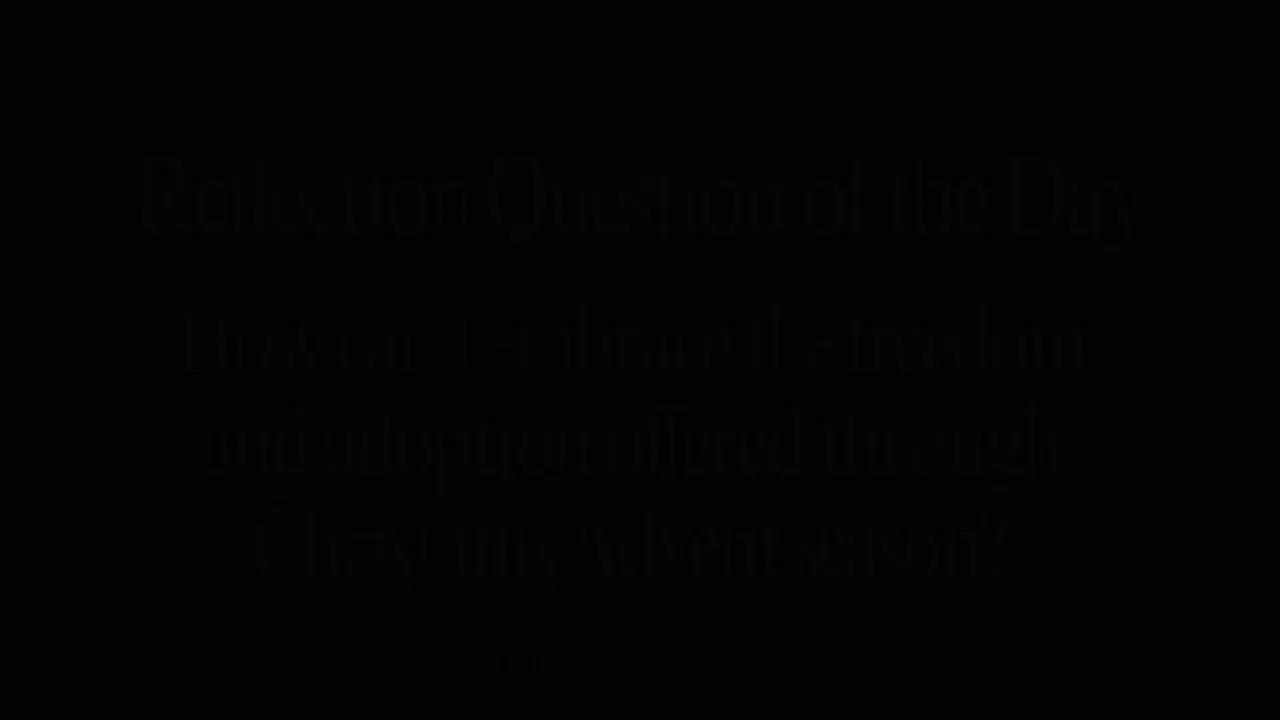 Reflection Question of the Day
How can I embrace the freedom
and adoption offered through
Christ this Advent season?